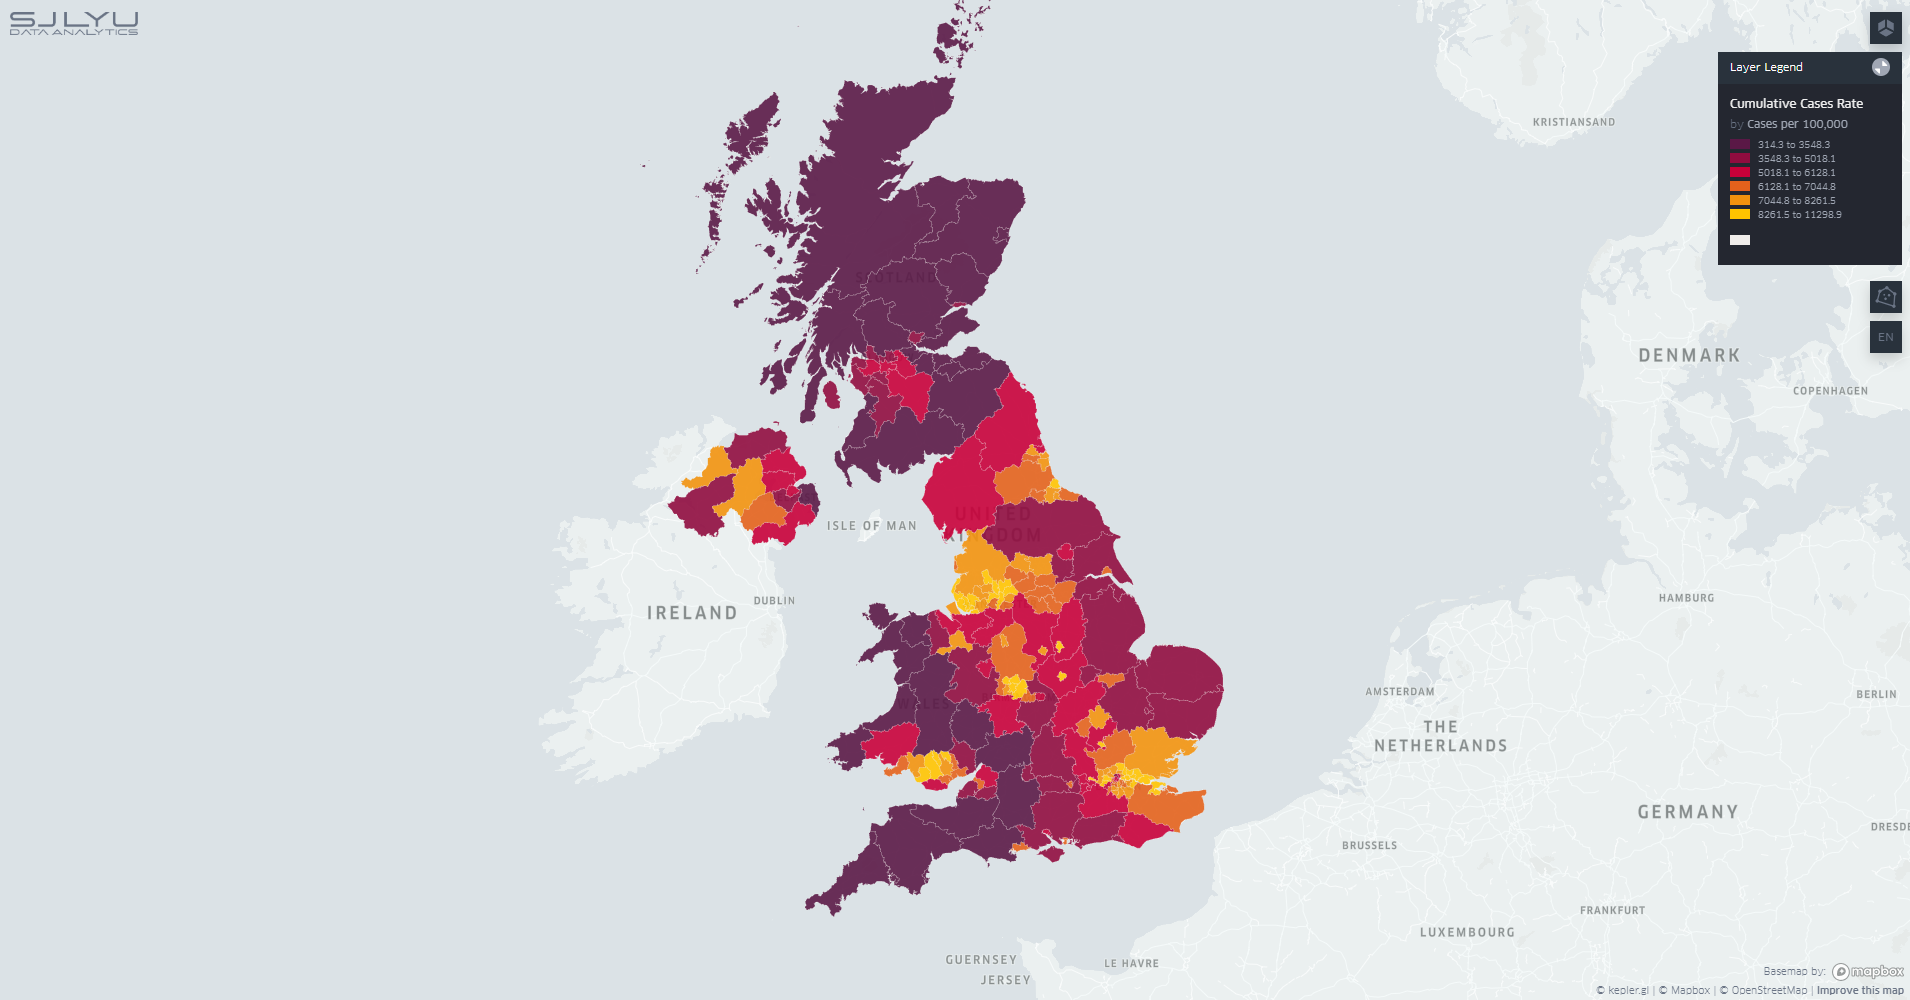 SJLYU
DATA ANALYTICS
Layer Legend
Cumulative Cases Rate
by Cases per 100,000
314.3 to 3548.3
3548.3 to 5018.1
5018.1 to 6128.1
6128.1 to 7044.8
7044.8 to 8261.5
8261.5 to 11298.9
EN
KRISTIANSAND
SCOTLAND
DENMARK
COPENHAGEN
ISLE OF MAN
UNITED
KINGDOM
IRELAND
DUBLIN
HAMBURG
WALES
AMSTERDAM
BERLIN
THE
NETHERLANDS
GERMANY
BRUSSELS
DRESDE
FRANKFURT
LUXEMBOURG
GUERNSEY
JERSEY
LE HAVRE
Basemap by: mapbox
© kepler.gl | © Mapbox | © OpenStreetMap | Improve this map